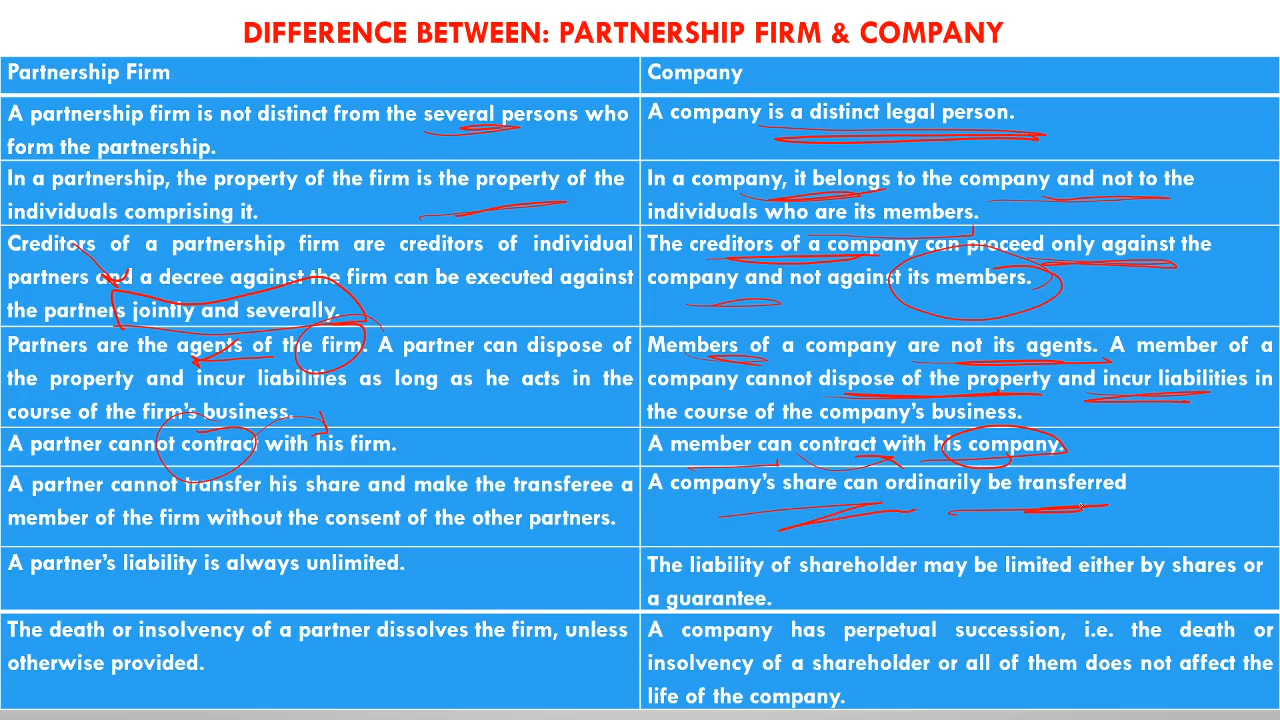 DIFFERENCE BETWEEN: PARTNERSHIP FIRM & COMPANY
Partnership Firm
Company
A partnership firm is not distinct from the several persons who
form the partnership.
A company is a distinct legal person.
In a partnership, the property of the firm is the property of the
individuals comprising it.
In a company, it belongs to the company and not to the
individuals who are its members.
Creditors of a partnership firm are creditors of individual
partners and a decree against the firm can be executed against
the partners jointly and severally.
The creditors of a company can proceed only against the
company and not against its members.
Partners are the agents of the firm. A partner can dispose of
the property and incur liabilities as long as he acts in the
course of the firm's business.
Members of a company are not its agents. A member of a
company cannot dispose of the property and incur liabilities in
the course of the company's business.
A partner cannot contract with his firm.
A member can contract with his company.
A partner cannot transfer his share and make the transferee a
member of the firm without the consent of the other partners.
A company's share can ordinarily be transferred
A partner's liability is always unlimited.
The liability of shareholder may be limited either by shares or
a guarantee.
The death or insolvency of a partner dissolves the firm, unless
otherwise provided.
A company has perpetual succession, i.e. the death or
insolvency of a shareholder or all of them does not affect the
life of the company.